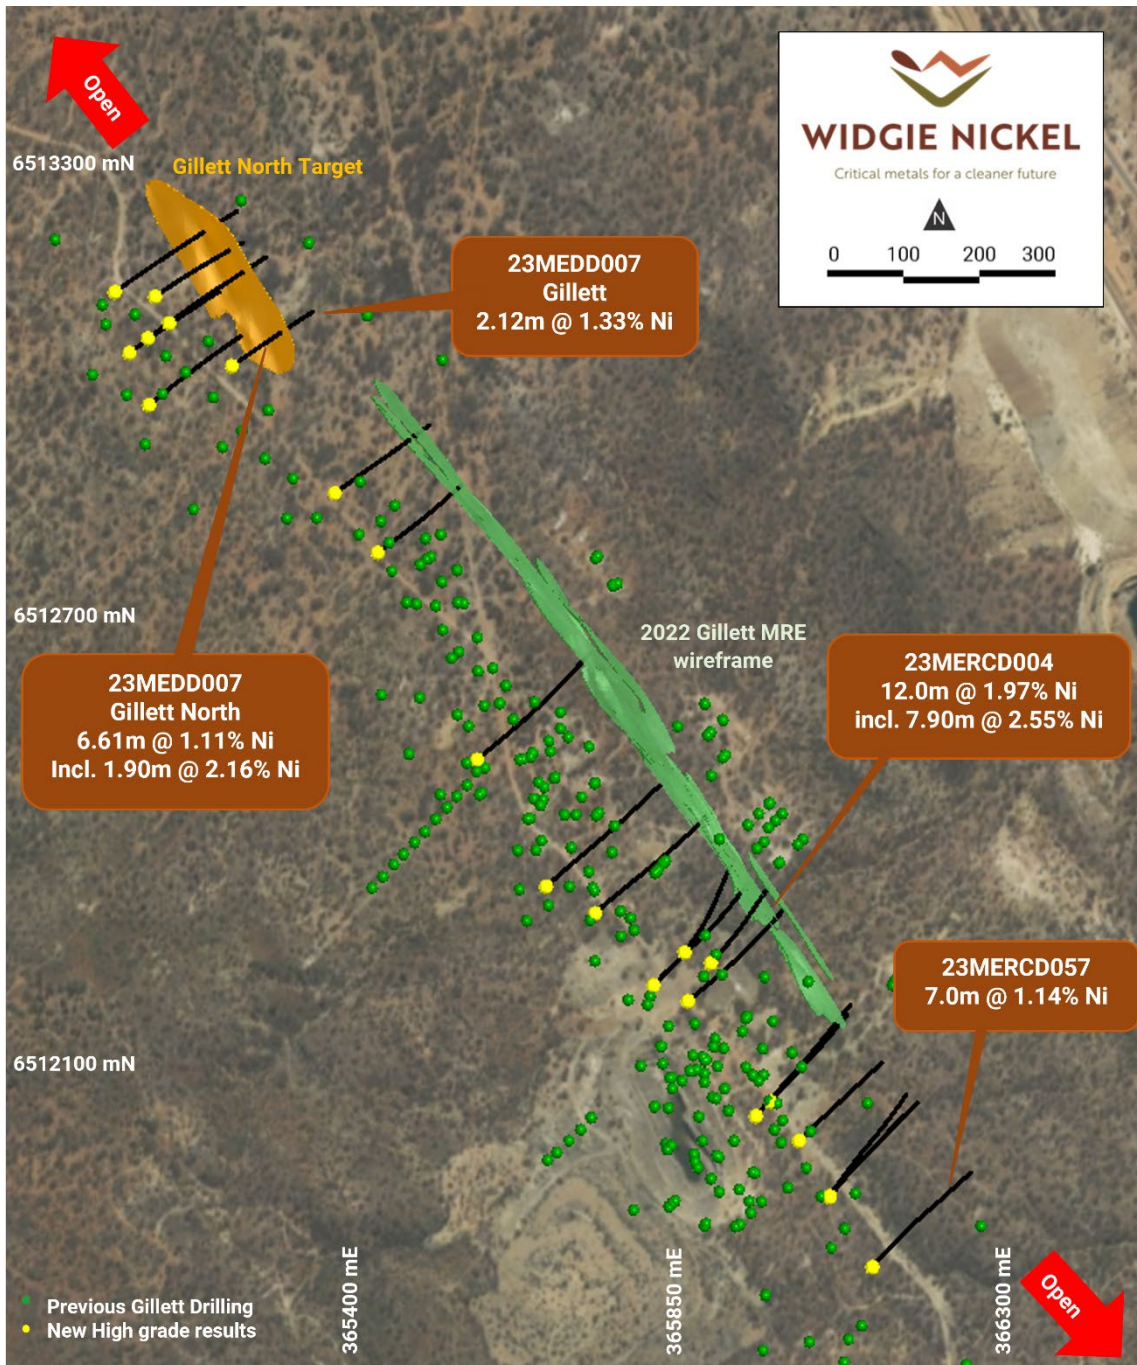 Open
6513300 mN
Gillett North Target
WIDGIE NICKEL
Critical metals for a cleaner future
N
0 100 200 300
23MEDD007
Gillett
2.12m @ 1.33% Ni
6512700 mN
2022 Gillett MRE
wireframe
23MEDD007
Gillett North
6.61m @ 1.11% Ni
Incl. 1.90m @ 2.16% Ni
23MERCD004
12.0m @ 1.97% Ni
incl. 7.90m @ 2.55% Ni
23MERCD057
7.0m @ 1.14% Ni
6512100 mN
365400 mE
365850 mE
366300 mE
Open
Previous Gillett Drilling
New High grade results